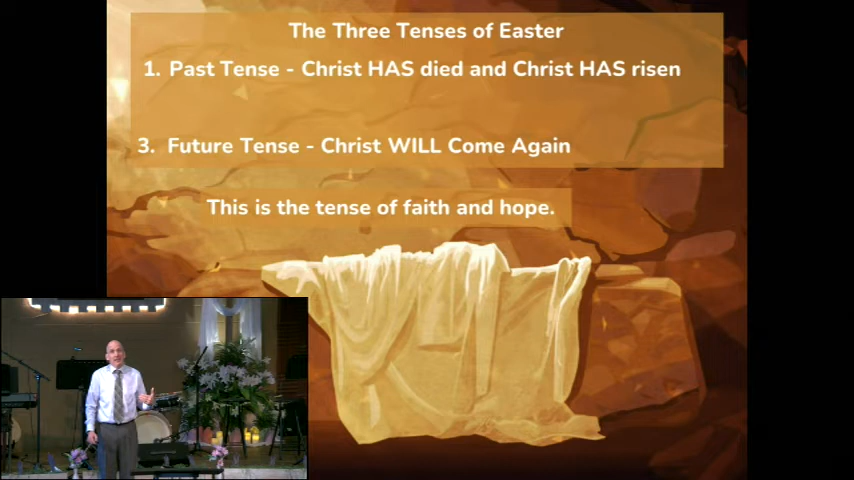 The Three Tenses of Easter
1. Past Tense - Christ HAS died and Christ HAS risen
3. Future Tense - Christ WILL Come Again
This is the tense of faith and hope.